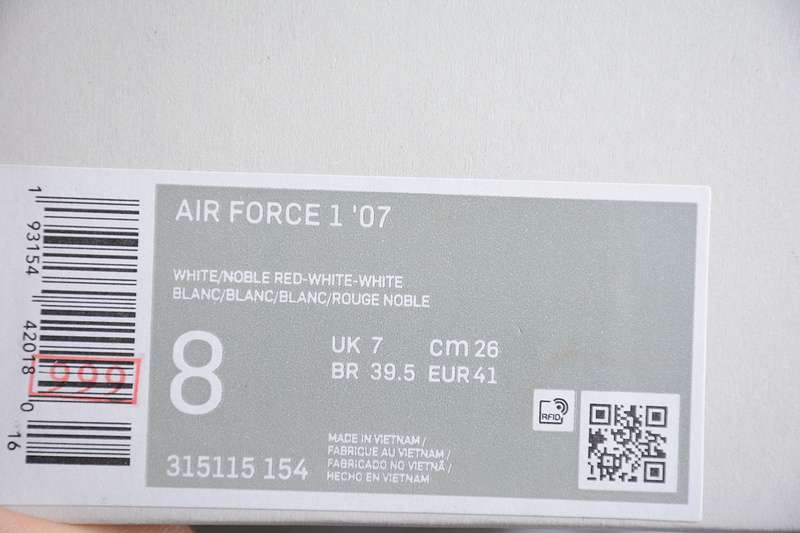 AIR FORCE 1 '07
WHITE/NOBLE RED-WHITE-WHITE
BLANC/BLANC/BLANC/ROUGE NOBLE
8
UK 7 cm 26
BR 39.5 EUR 41
315115 154
MADE IN VIETNAM /
FABRIQUE AU VIETNAM /
FABRICADO NO VIETNÃ /
HECHO EN VIETNAM
RFID
1 93154 42018 0 16
999